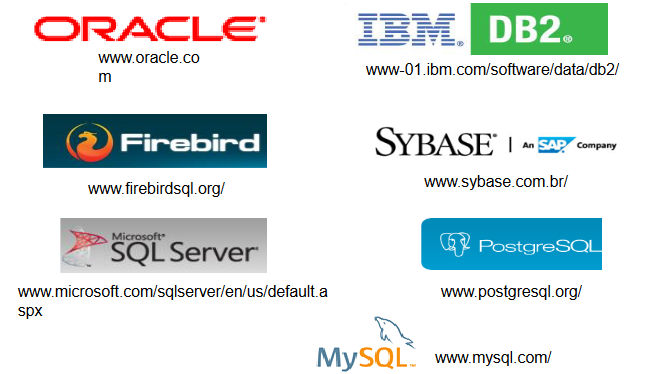 ORACLE®
IBM® DB2®
www.oracle.co
m
www-01.ibm.com/software/data/db2/
Firebird
SYBASE® | An SAP Company
www.firebirdsql.org/
www.sybase.com.br/
Microsoft®
SQL Server®
PostgreSQL
www.microsoft.com/sqlserver/en/us/default.a
spx
www.postgresql.org/
MySQL™
www.mysql.com/